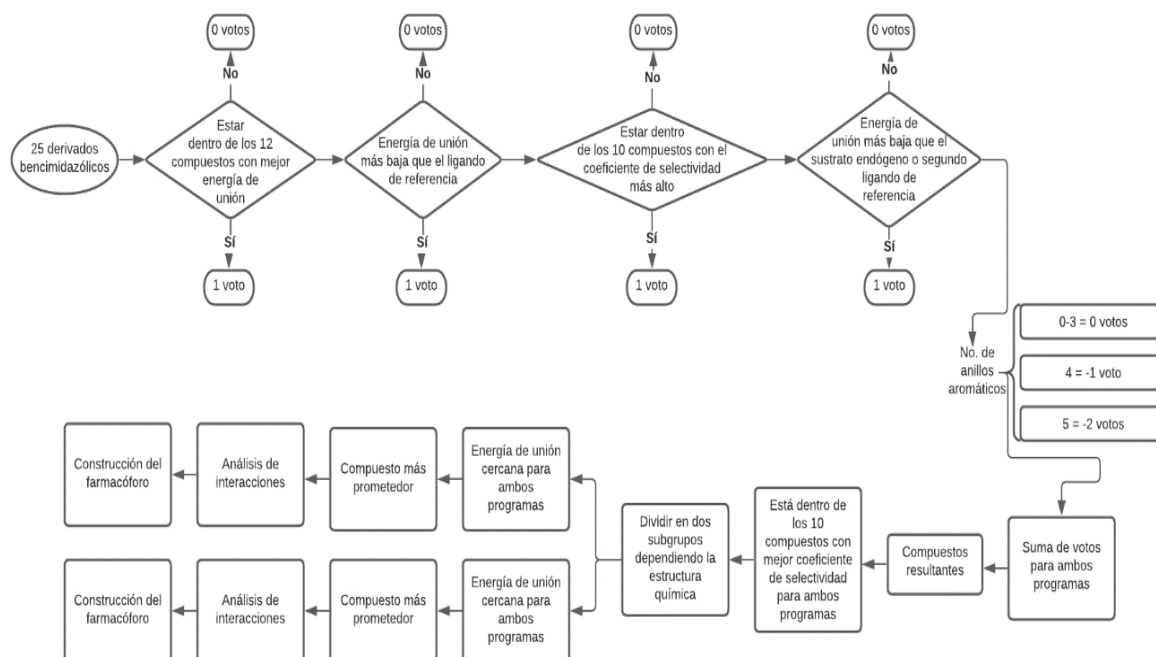 0 votos
0 votos
0 votos
0 votos
No
No
No
No
25 derivados
bencimidazólicos
Estar
dentro de los 12
compuestos con mejor
energía de
unión
Energía de unión
más baja que el ligando
de referencia
Estar dentro
de los 10 compuestos con el
coeficiente de selectividad
más alto
Energía de
unión más baja que el
sustrato endógeno o segundo
ligando de
referencia
Sí
Sí
Sí
Sí
1 voto
1 voto
1 voto
1 voto
No. de
anillos
aromáticos
0-3 = 0 votos
4 = -1 voto
5 = -2 votos
Suma de votos
para ambos
programas
Compuestos
resultantes
Está dentro de
los 10
compuestos con
mejor coeficiente
de selectividad
para ambos
programas
Dividir en dos
subgrupos
dependiendo la
estructura
química
Energía de unión
cercana para
ambos
programas
Compuesto más
prometedor
Análisis de
interacciones
Construcción del
farmacóforo
Energía de unión
cercana para
ambos
programas
Compuesto más
prometedor
Análisis de
interacciones
Construcción del
farmacóforo